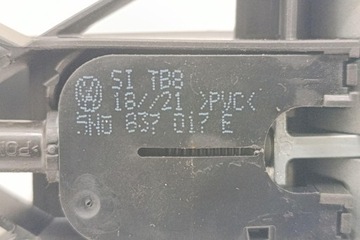 SI TB8
18//21 >PVC<
5N0 837 017 E